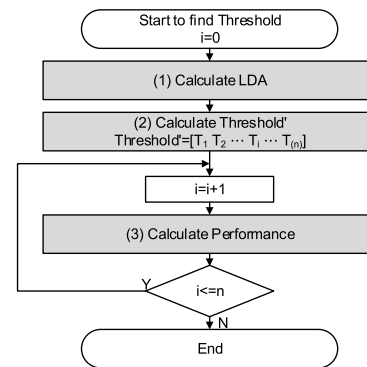 Start to find Threshold
i=0
(1) Calculate LDA
(2) Calculate Threshold'
Threshold'=[T₁ T₂ ⋯ Tᵢ ⋯ T₍ₙ₎]
i=i+1
(3) Calculate Performance
Y
i<=n
N
End